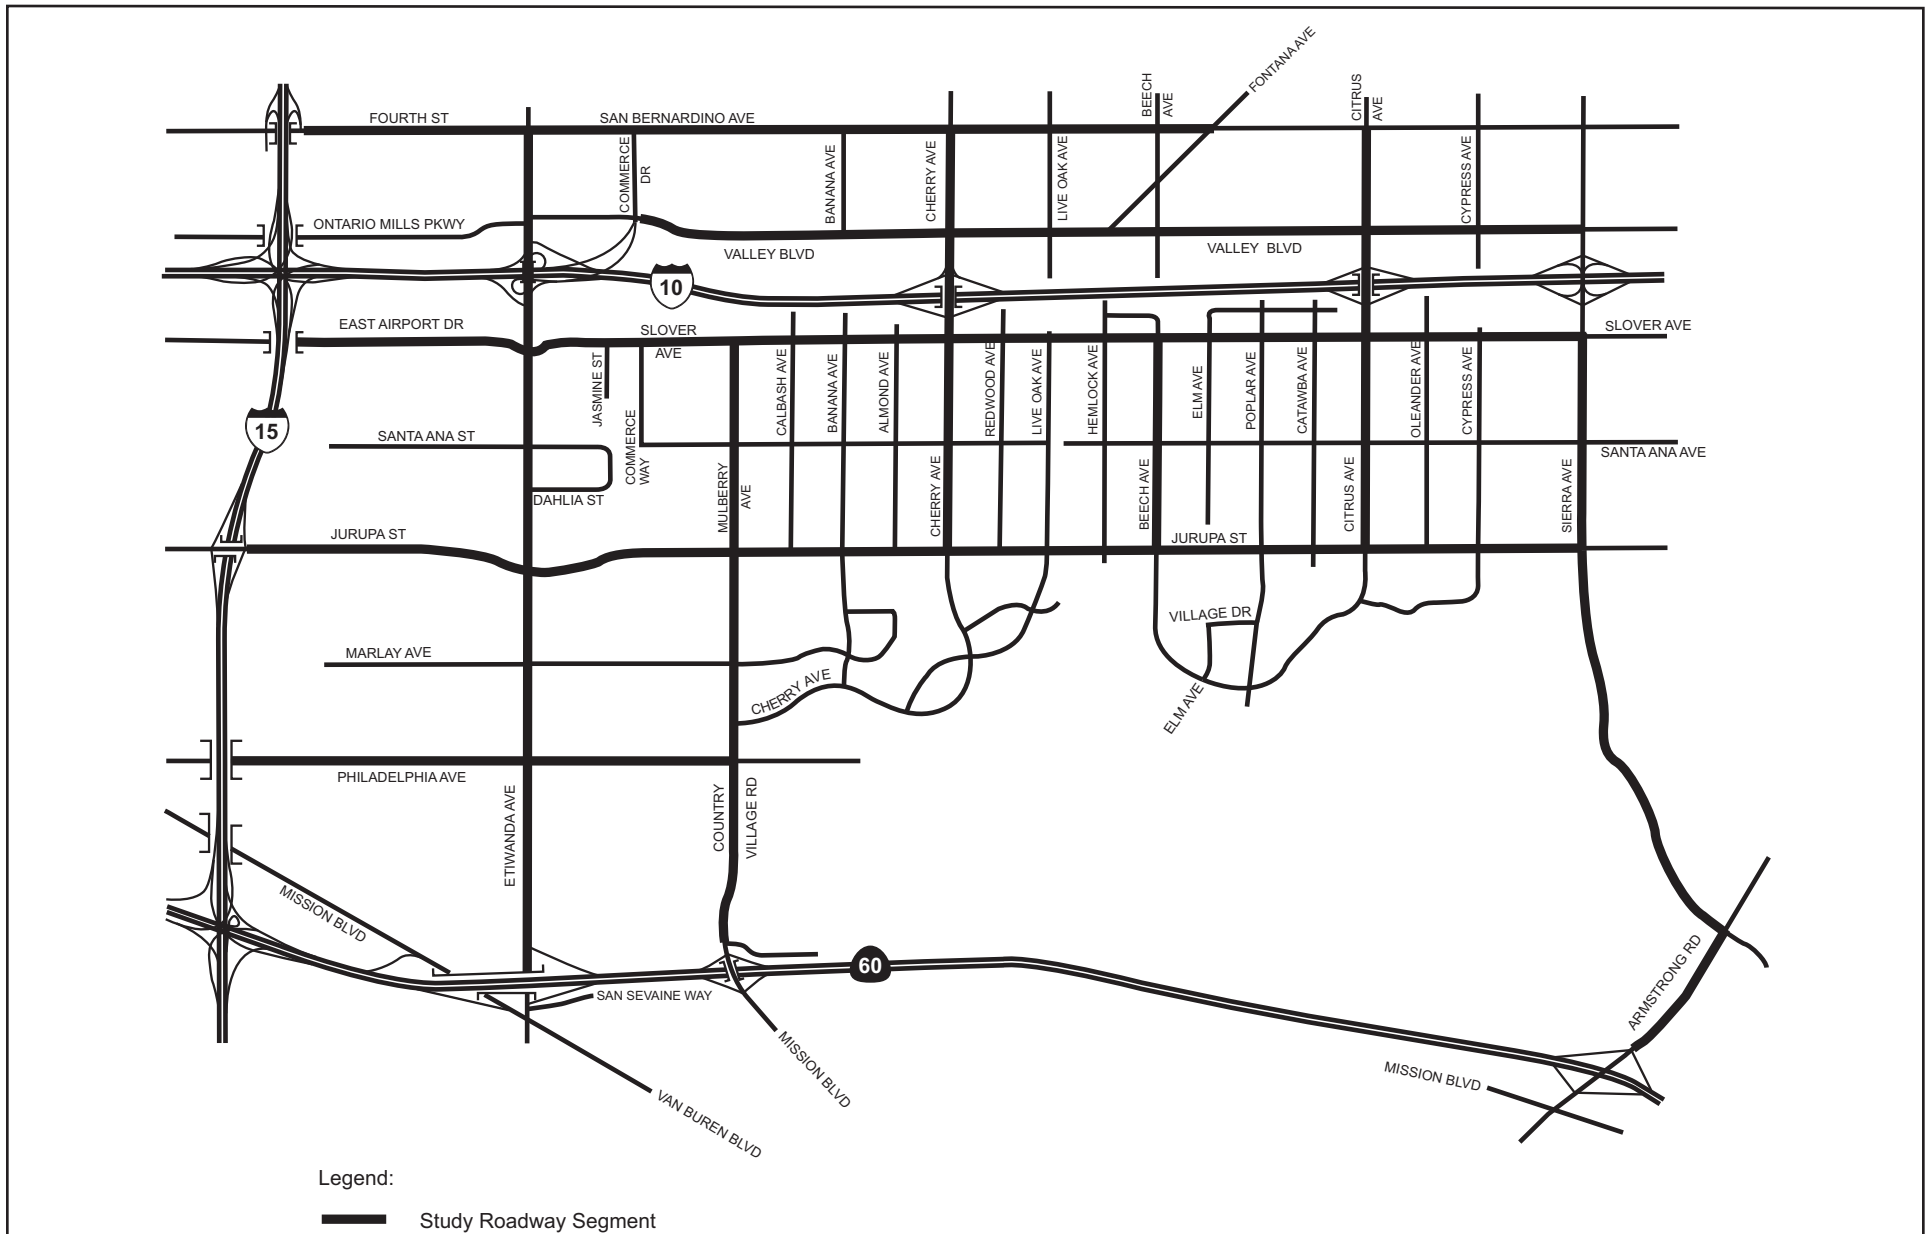 FONTANA AVE
BEECH
AVE
CITRUS
AVE
FOURTH ST
SAN BERNARDINO AVE
COMMERCE
DR
BANANA AVE
CHERRY AVE
LIVE OAK AVE
CYPRESS AVE
ONTARIO MILLS PKWY
VALLEY BLVD
VALLEY BLVD
10
EAST AIRPORT DR
SLOVER
AVE
SLOVER AVE
JASMINE ST
CALBASH AVE
BANANA AVE
ALMOND AVE
REDWOOD AVE
LIVE OAK AVE
HEMLOCK AVE
ELM AVE
POPLAR AVE
CATAWBA AVE
OLEANDER AVE
CYPRESS AVE
15
SANTA ANA ST
COMMERCE
WAY
SANTA ANA AVE
DAHLIA ST
MULBERRY
AVE
CHERRY AVE
BEECH AVE
CITRUS AVE
SIERRA AVE
JURUPA ST
JURUPA ST
VILLAGE DR
MARLAY AVE
CHERRY AVE
ELM AVE
PHILADELPHIA AVE
ETIWANDA AVE
COUNTRY
VILLAGE RD
MISSION BLVD
60
ARMSTRONG RD
SAN SEVAINE WAY
MISSION BLVD
MISSION BLVD
VAN BUREN BLVD
Legend:
Study Roadway Segment